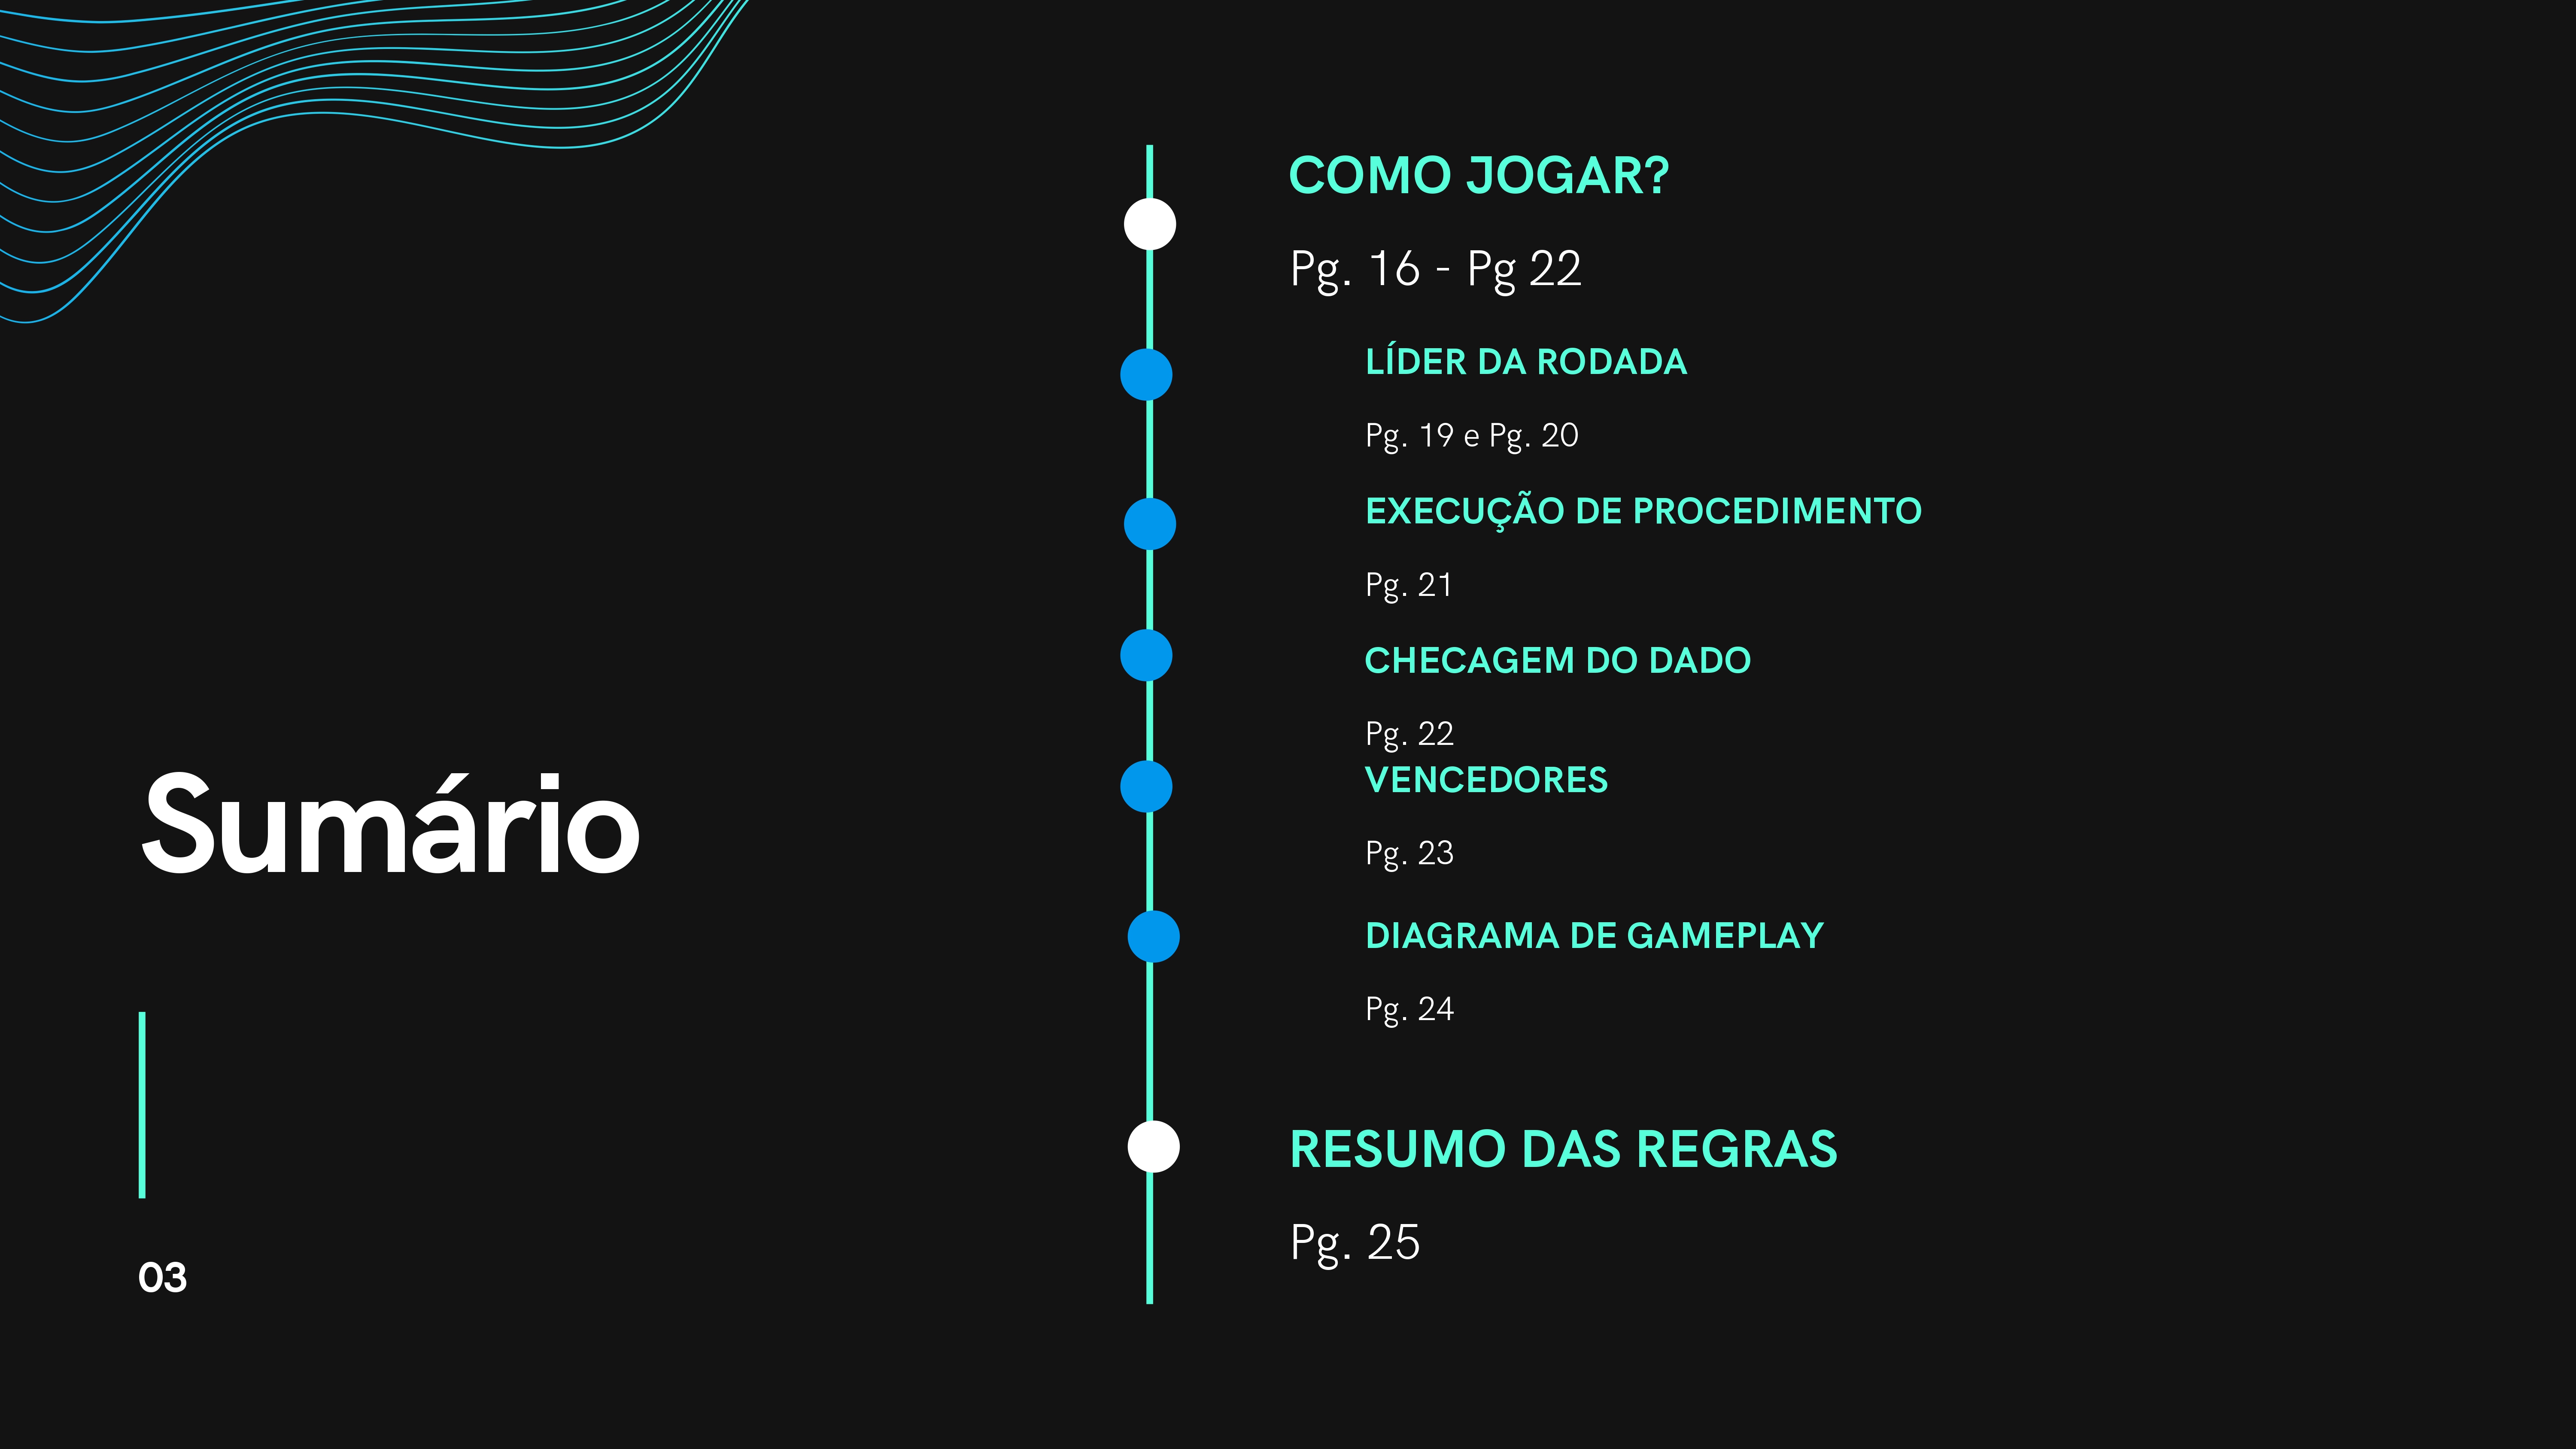 COMO JOGAR?
Pg. 16 - Pg 22
LÍDER DA RODADA
Pg. 19 e Pg. 20
EXECUÇÃO DE PROCEDIMENTO
Pg. 21
CHECAGEM DO DADO
Pg. 22
VENCEDORES
Pg. 23
DIAGRAMA DE GAMEPLAY
Pg. 24
RESUMO DAS REGRAS
Pg. 25
Sumário
03